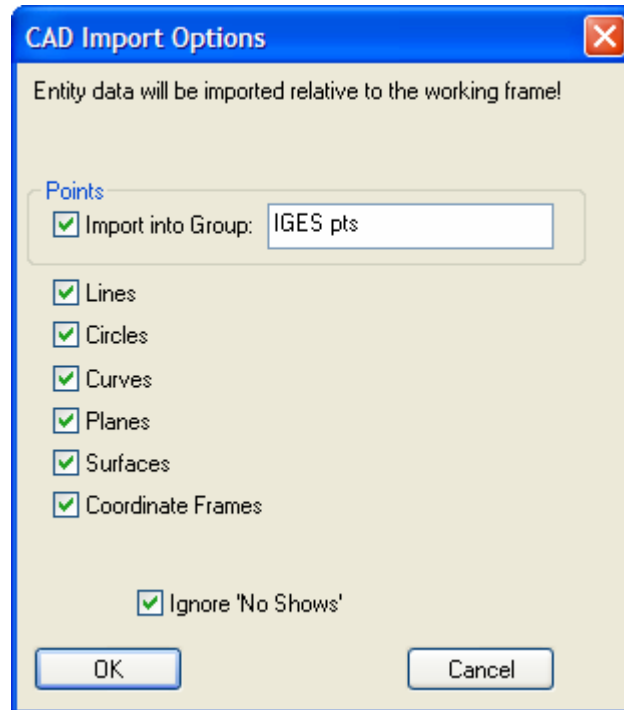 CAD Import Options
Entity data will be imported relative to the working frame!
Points
Import into Group: IGES pts
Lines
Circles
Curves
Planes
Surfaces
Coordinate Frames
Ignore 'No Shows'
OK Cancel